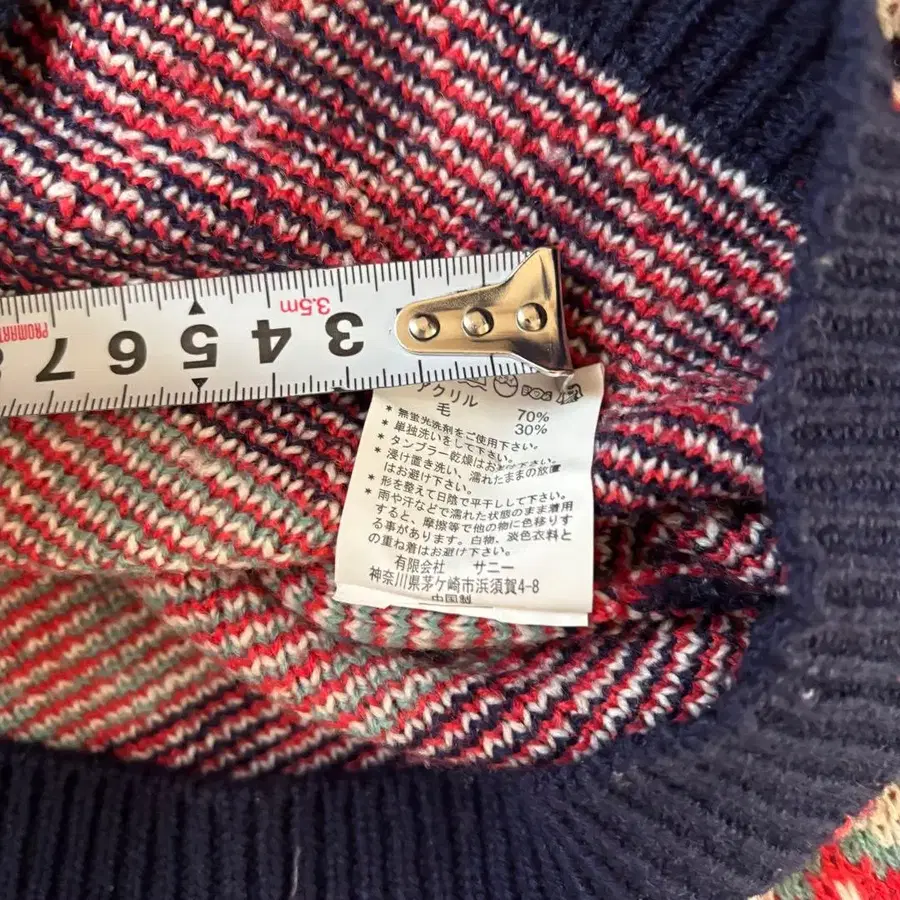 3.5m
3 4 5 6 7
PROMART
アクリル 70%
毛 30%
* 無蛍光洗剤をご使用下さい。
* 単独洗いをして下さい。
* タンブラー乾燥はお避け下さい。
* 浸け置き洗い、濡れたままの放置
はお避け下さい。
* 形を整えて日陰で平干しして下さい。
* 雨や汗などで濡れた状態のまま着用
すると、摩擦等で他の物に色移りす
る事があります。白物、淡色衣料と
の重ね着はお避け下さい。
有限会社 サニー
神奈川県茅ケ崎市浜須賀4-8
中国製